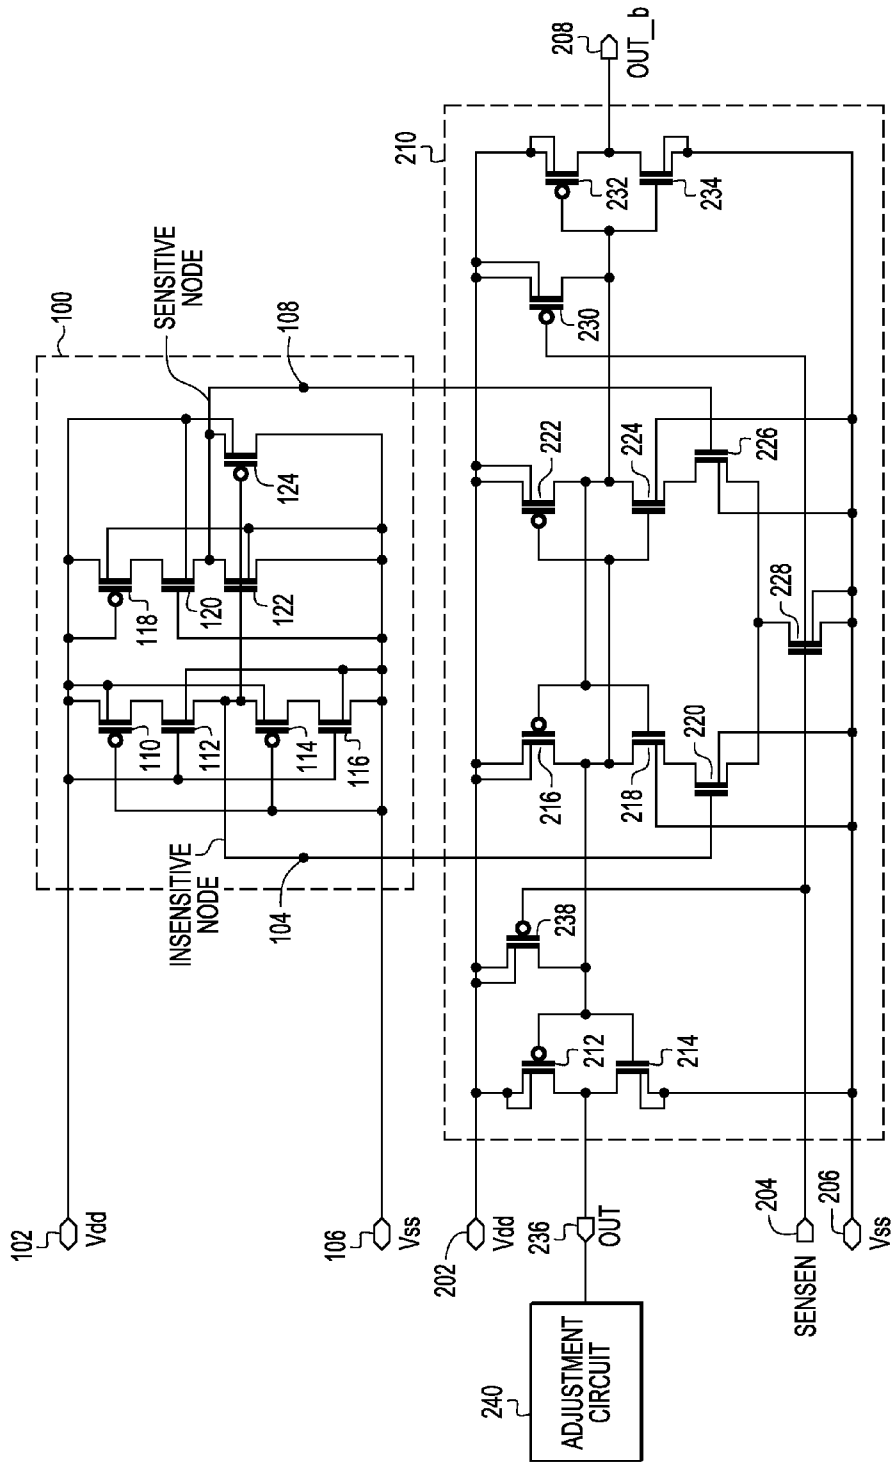 100
102
Vdd
106
Vss
INSENSITIVE
NODE
104
SENSITIVE
NODE
108
110
112
114
116
118
120
122
124
210
202
Vdd
236
OUT
240
ADJUSTMENT
CIRCUIT
204
SENSEN
206
Vss
212
214
238
216
218
220
222
224
226
228
230
232
234
208
OUT_b